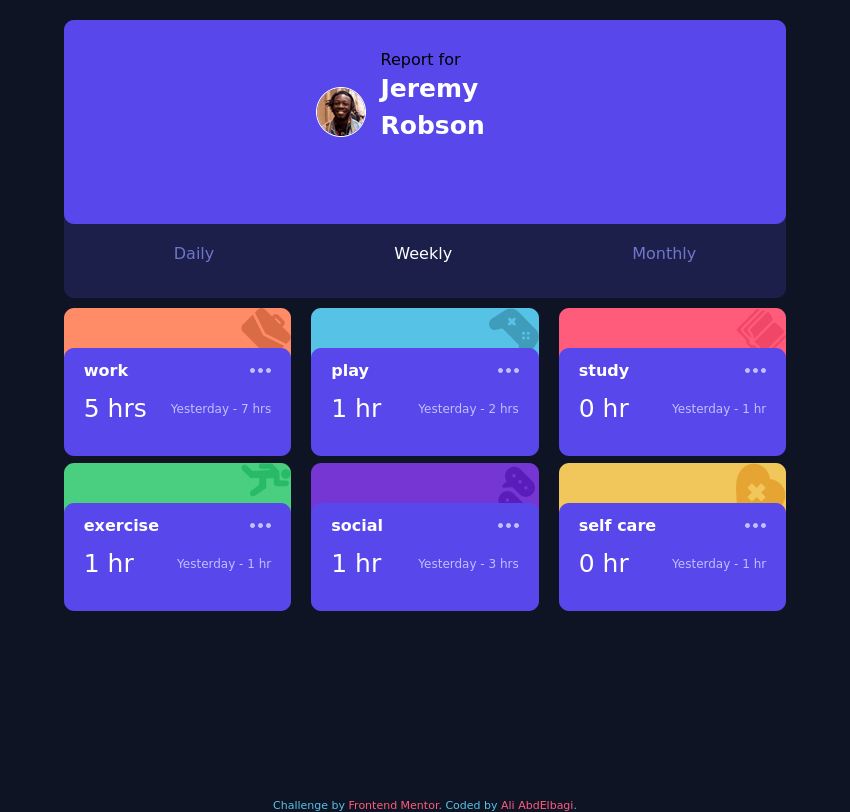 Report for
Jeremy
Robson
Daily
Weekly
Monthly
work
5 hrs
Yesterday - 7 hrs
play
1 hr
Yesterday - 2 hrs
study
0 hr
Yesterday - 1 hr
exercise
1 hr
Yesterday - 1 hr
social
1 hr
Yesterday - 3 hrs
self care
0 hr
Yesterday - 1 hr
Challenge by Frontend Mentor. Coded by Ali AbdElbagi.